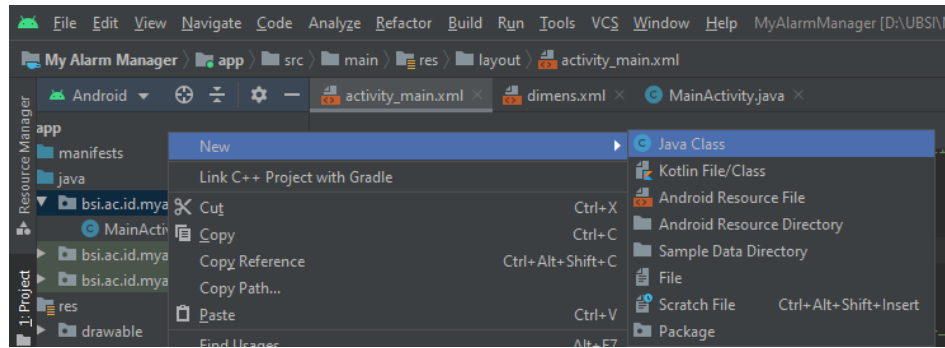 File Edit View Navigate Code Analyze Refactor Build Run Tools VCS Window Help MyAlarmManager [D:\UBSI\
My Alarm Manager app src main res layout activity_main.xml
Android activity_main.xml dimens.xml MainActivity.java
Resource Manager
1: Project
app
manifests
java
bsi.ac.id.mya
MainActiv
bsi.ac.id.mya
bsi.ac.id.mya
res
drawable
New
Link C++ Project with Gradle
Cut Ctrl+X
Copy Ctrl+C
Copy Reference Ctrl+Alt+Shift+C
Copy Path...
Paste Ctrl+V
Find Usages Alt+F7
Java Class
Kotlin File/Class
Android Resource File
Android Resource Directory
Sample Data Directory
File
Scratch File Ctrl+Alt+Shift+Insert
Package